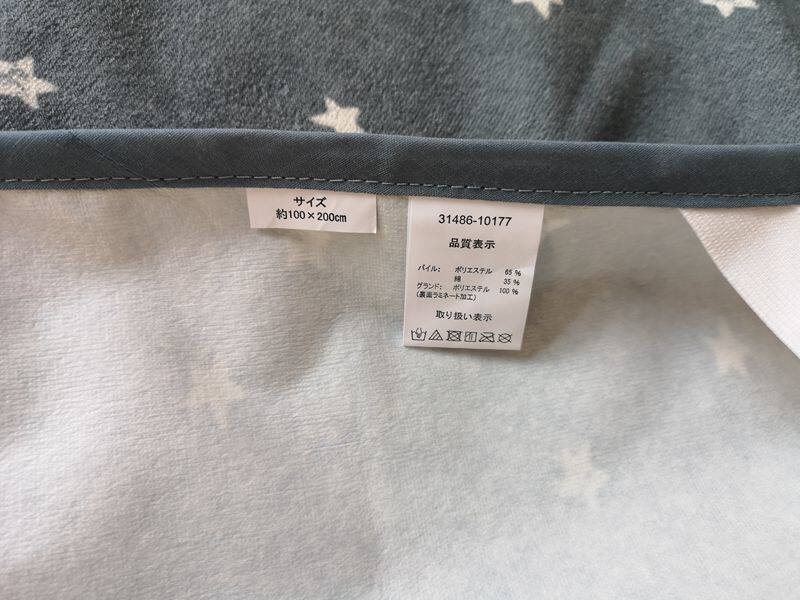 サイズ
約100×200cm
31486-10177
品質表示
パイル: ポリエステル 65 %
綿 35 %
グランド: ポリエステル 100 %
(裏面ラミネート加工)
取り扱い表示